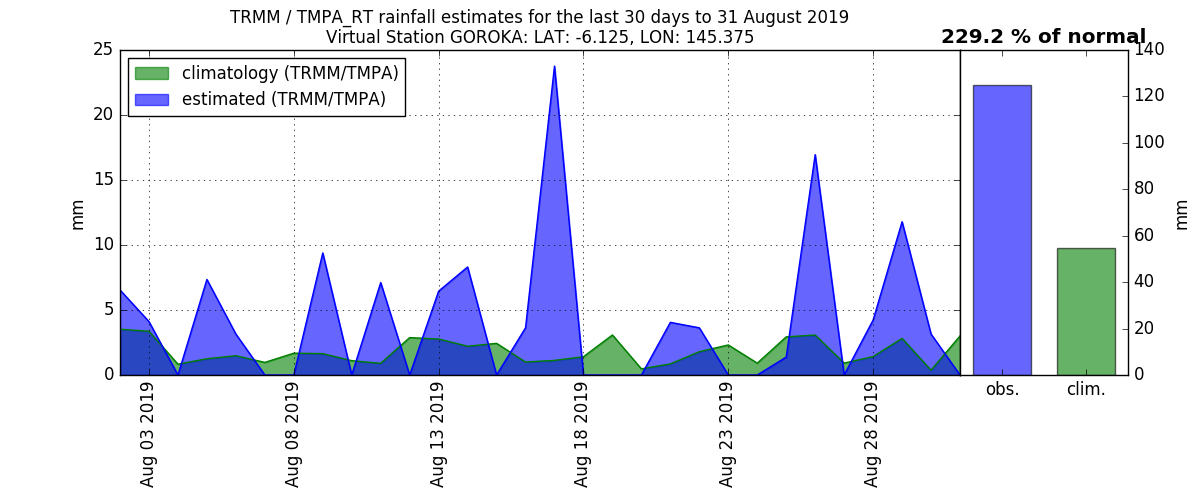 TRMM / TMPA_RT rainfall estimates for the last 30 days to 31 August 2019
Virtual Station GOROKA: LAT: -6.125, LON: 145.375
229.2 % of normal
climatology (TRMM/TMPA)
estimated (TRMM/TMPA)
mm
25
20
15
10
5
0
Aug 03 2019
Aug 08 2019
Aug 13 2019
Aug 18 2019
Aug 23 2019
Aug 28 2019
obs.
clim.
140
120
100
80
60
40
20
0
mm